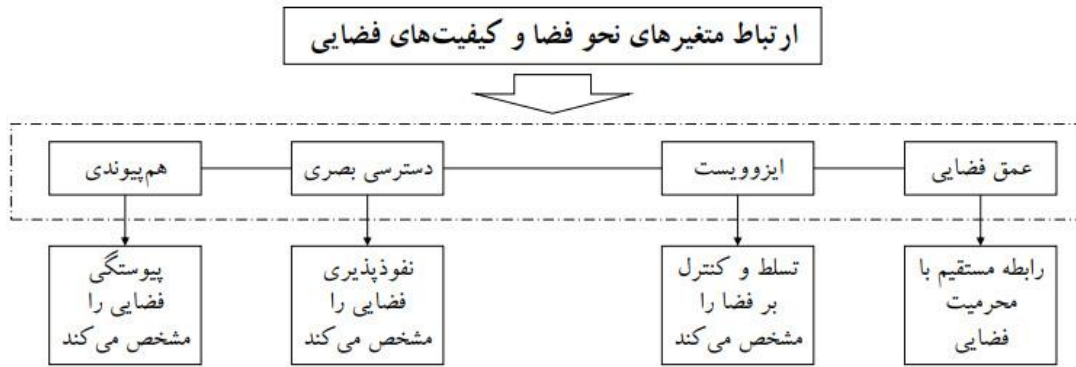 ارتباط متغیرهای نحو فضا و کیفیت‌های فضایی
عمق فضایی
ایزوویست
دسترسی بصری
هم‌پیوندی
رابطه مستقیم با
محرمیت
فضایی
تسلط و کنترل
بر فضا را
مشخص می‌کند
نفوذپذیری
فضایی را
مشخص می‌کند
پیوستگی
فضایی را
مشخص می‌کند